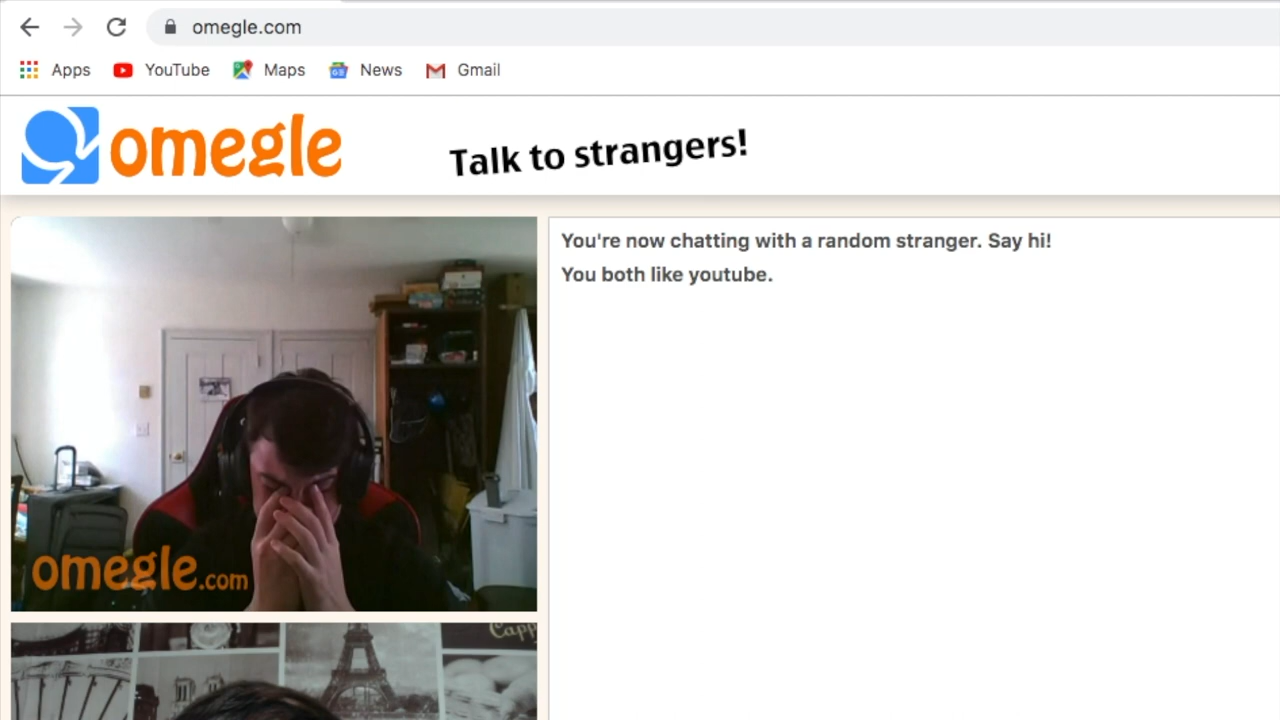 omegle.com
Apps YouTube Maps News Gmail
omegle Talk to strangers!
You're now chatting with a random stranger. Say hi!
You both like youtube.
omegle.com
Capp